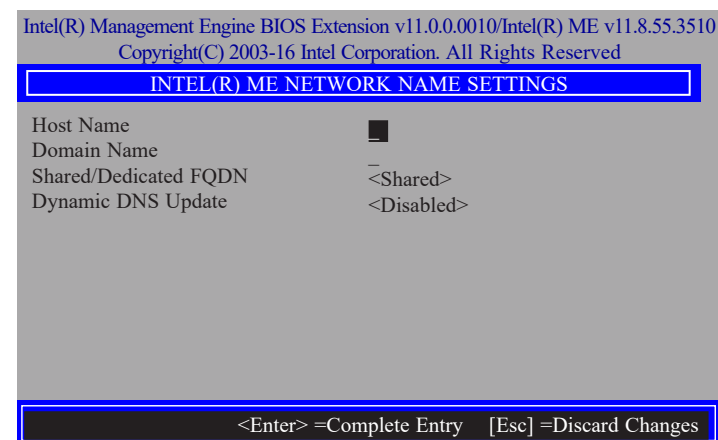 Intel(R) Management Engine BIOS Extension v11.0.0.0010/Intel(R) ME v11.8.55.3510
Copyright(C) 2003-16 Intel Corporation. All Rights Reserved
INTEL(R) ME NETWORK NAME SETTINGS
Host Name _
Domain Name _
Shared/Dedicated FQDN <Shared>
Dynamic DNS Update <Disabled>
<Enter> =Complete Entry [Esc] =Discard Changes